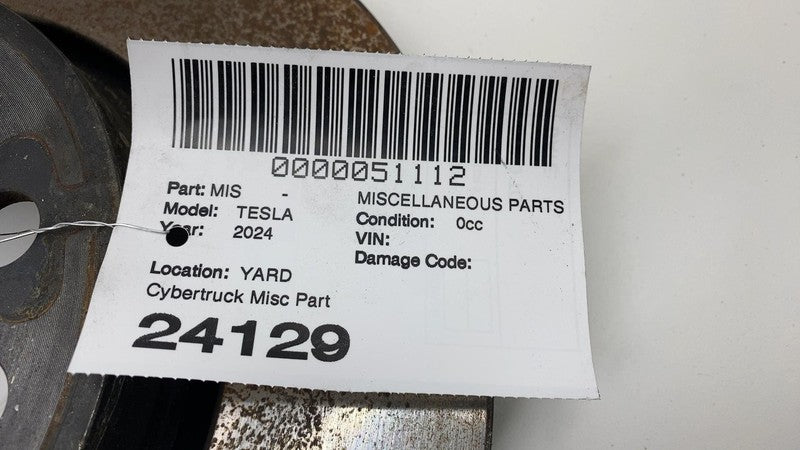 0000051112
Part: MIS - MISCELLANEOUS PARTS
Model: TESLA Condition: 0cc
Year: 2024 VIN:
Damage Code:
Location: YARD
Cybertruck Misc Part
24129